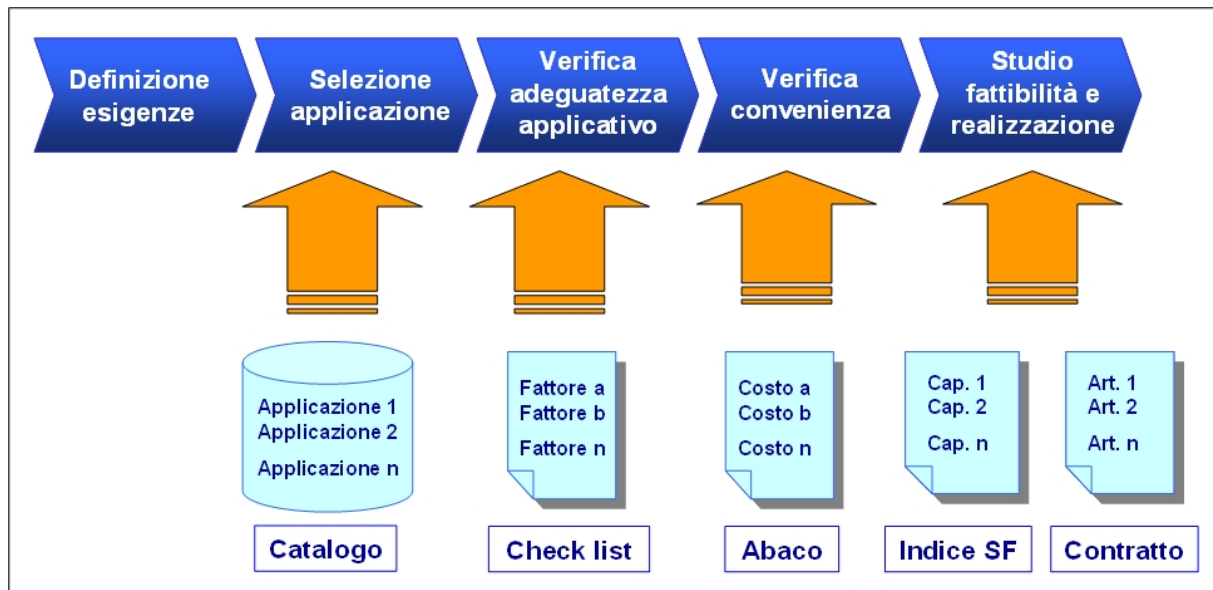 Definizione
esigenze
Selezione
applicazione
Verifica
adeguatezza
applicativo
Verifica
convenienza
Studio
fattibilità e
realizzazione
Applicazione 1
Applicazione 2
Applicazione n
Fattore a
Fattore b
Fattore n
Costo a
Costo b
Costo n
Cap. 1
Cap. 2
Cap. n
Art. 1
Art. 2
Art. n
Catalogo
Check list
Abaco
Indice SF
Contratto